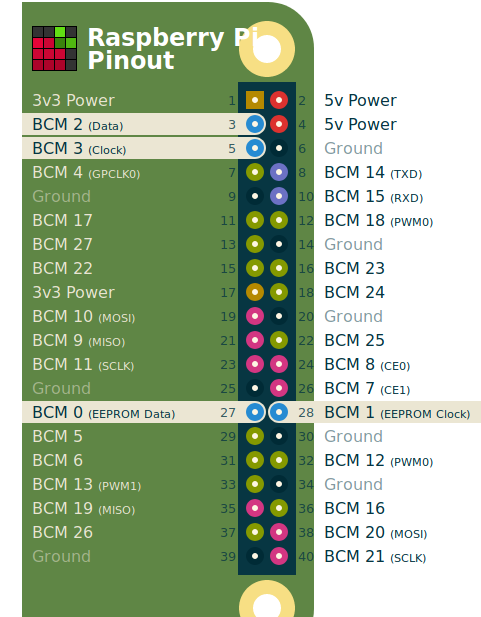 Raspberry Pi
Pinout
3v3 Power 1 2 5v Power
BCM 2 (Data) 3 4 5v Power
BCM 3 (Clock) 5 6 Ground
BCM 4 (GPCLK0) 7 8 BCM 14 (TXD)
Ground 9 10 BCM 15 (RXD)
BCM 17 11 12 BCM 18 (PWM0)
BCM 27 13 14 Ground
BCM 22 15 16 BCM 23
3v3 Power 17 18 BCM 24
BCM 10 (MOSI) 19 20 Ground
BCM 9 (MISO) 21 22 BCM 25
BCM 11 (SCLK) 23 24 BCM 8 (CE0)
Ground 25 26 BCM 7 (CE1)
BCM 0 (EEPROM Data) 27 28 BCM 1 (EEPROM Clock)
BCM 5 29 30 Ground
BCM 6 31 32 BCM 12 (PWM0)
BCM 13 (PWM1) 33 34 Ground
BCM 19 (MISO) 35 36 BCM 16
BCM 26 37 38 BCM 20 (MOSI)
Ground 39 40 BCM 21 (SCLK)